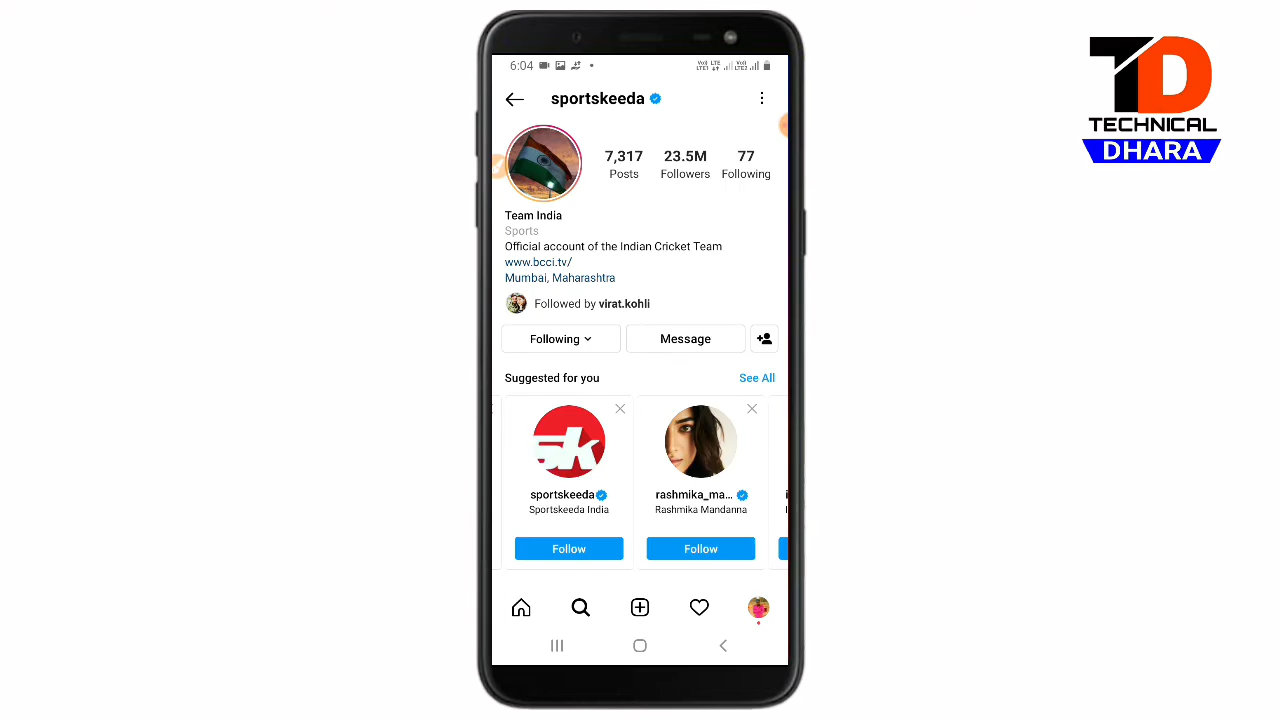 6:04
sportskeeda
7,317 23.5M 77
Posts Followers Following
Team India
Sports
Official account of the Indian Cricket Team
www.bcci.tv/
Mumbai, Maharashtra
Followed by virat.kohli
Following Message
Suggested for you See All
sk
sportskeeda rashmika_ma...
Sportskeeda India Rashmika Mandanna
Follow Follow
TD
TECHNICAL
DHARA